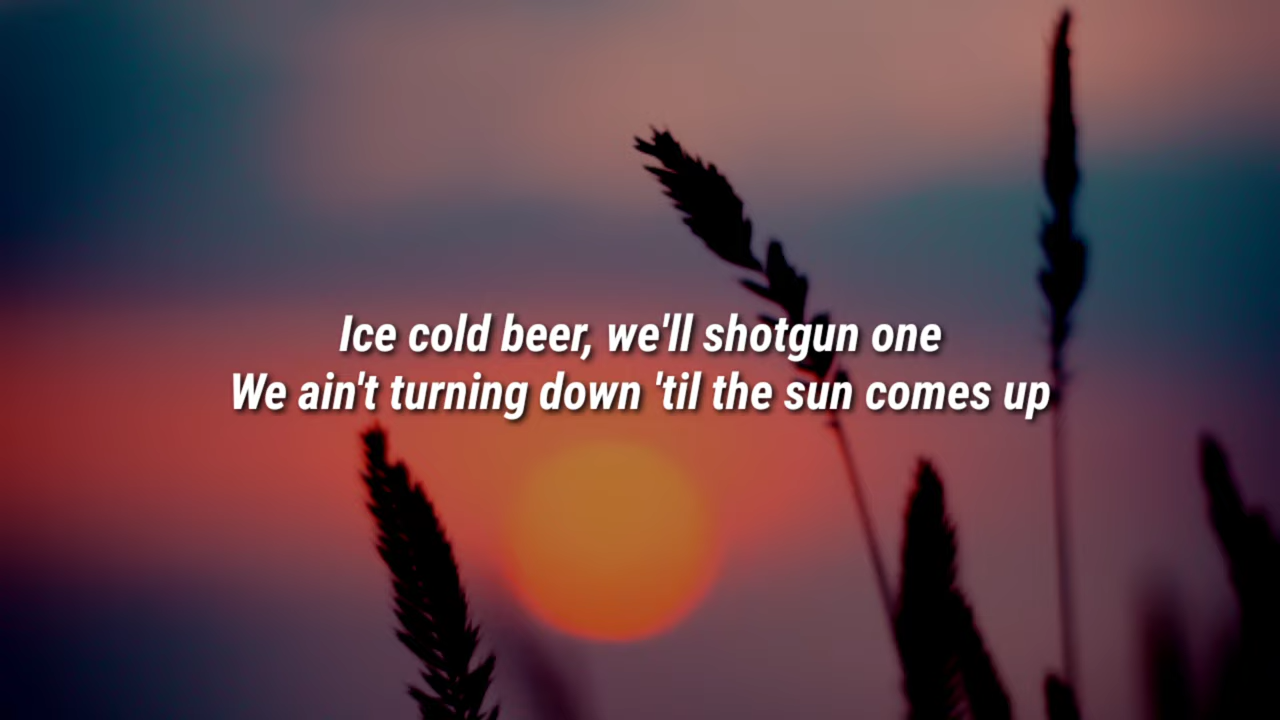 Ice cold beer, we'll shotgun one
We ain't turning down 'til the sun comes up